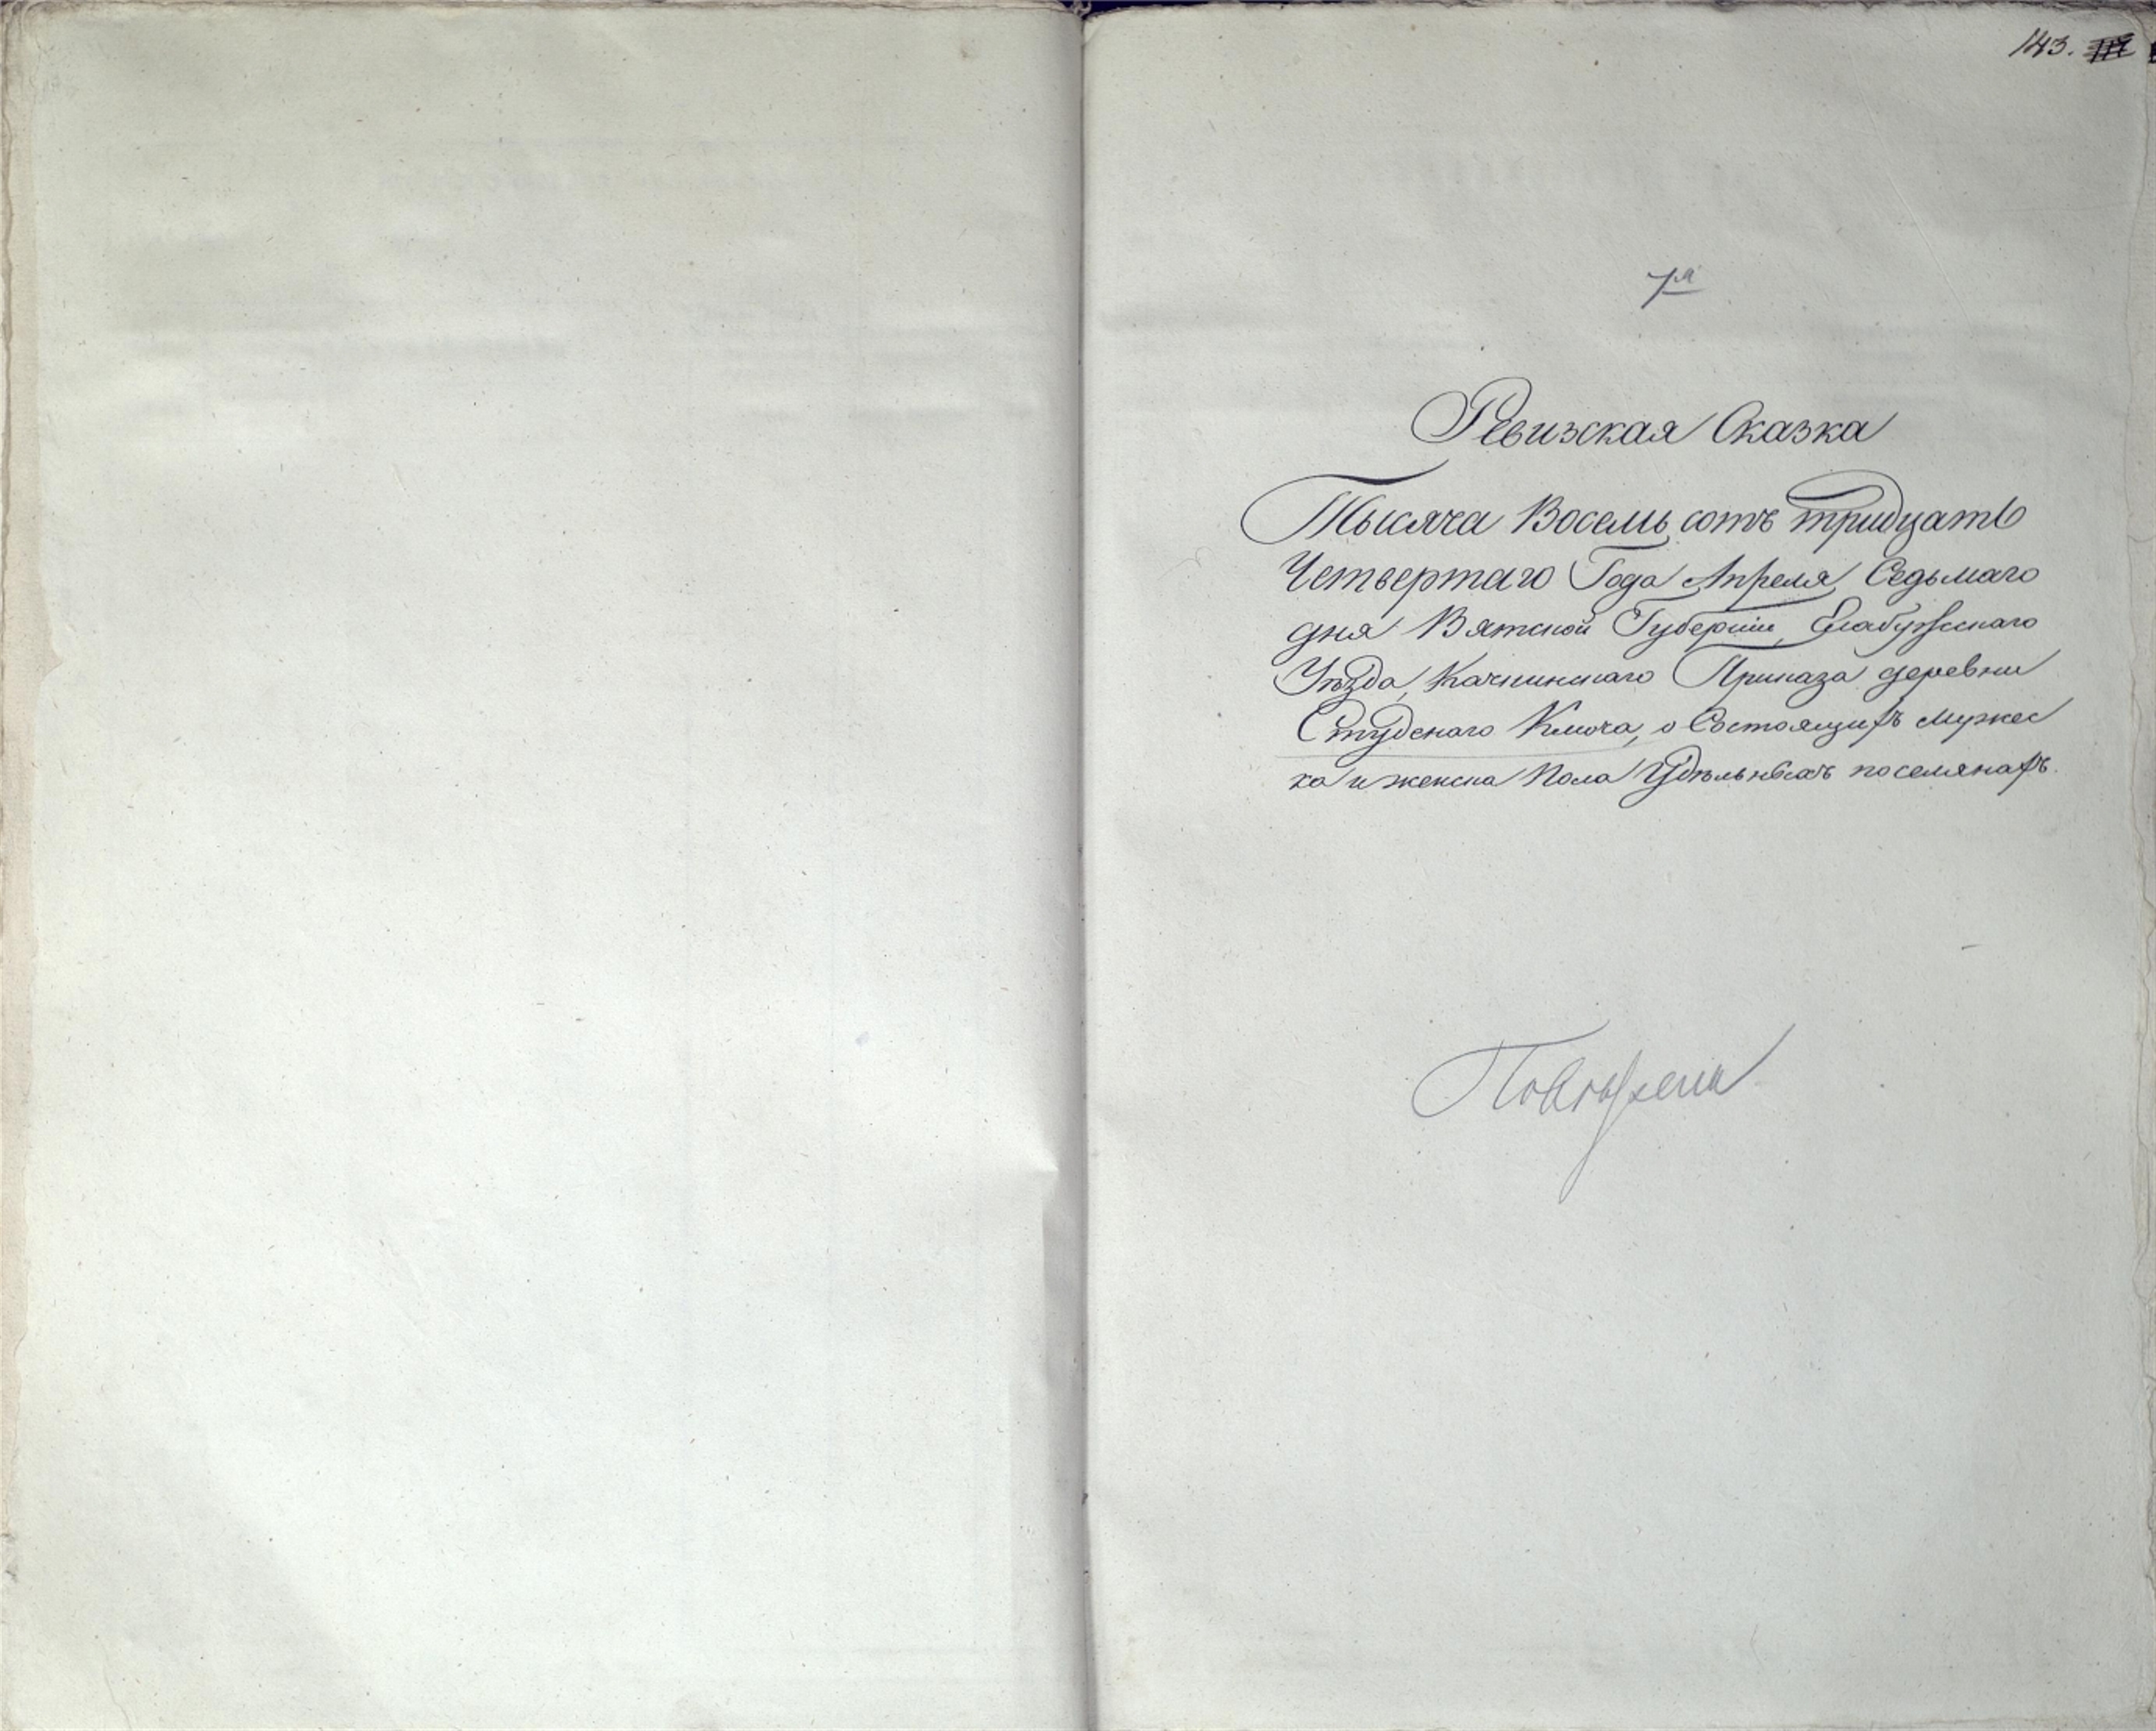 143.
7я
Ревизская Сказка
Тысяча Восемь сотъ тридцать
Четвертаго Года Апреля Седьмаго
дня Вятской Губерніи, Елабужскаго
Уѣзда, Качкинскаго Приказа деревни
Студенаго Ключа, о Состоящихъ мужес
ка и женска Пола Удѣльныхъ поселянахъ.